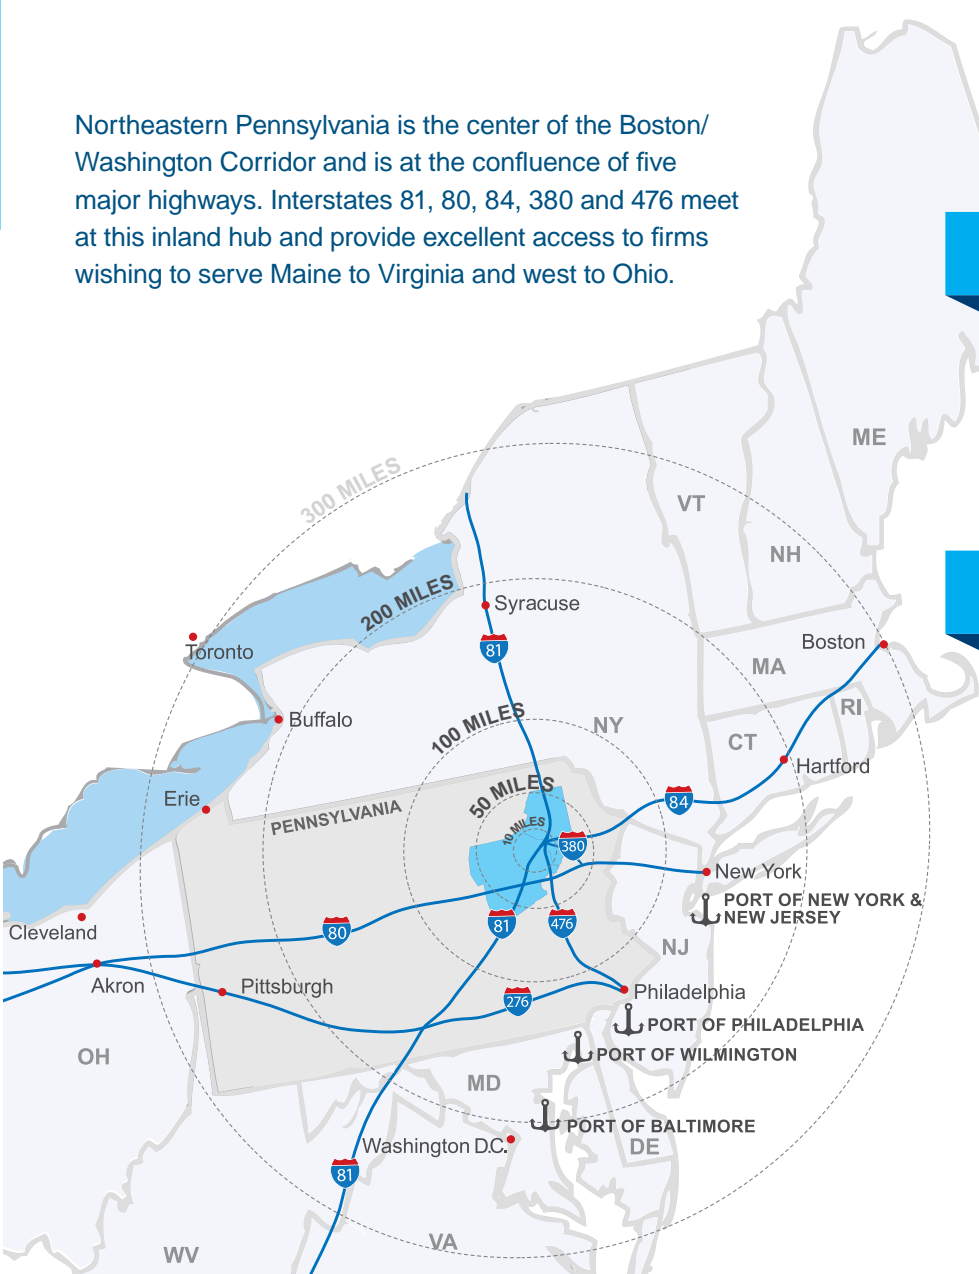 Northeastern Pennsylvania is the center of the Boston/
Washington Corridor and is at the confluence of five
major highways. Interstates 81, 80, 84, 380 and 476 meet
at this inland hub and provide excellent access to firms
wishing to serve Maine to Virginia and west to Ohio.
ME
300 MILES
VT
NH
200 MILES
Syracuse
81
Toronto
Boston
MA
RI
Buffalo
100 MILES
NY
CT
Hartford
50 MILES
Erie
84
PENNSYLVANIA
10 MILES
380
New York
PORT OF NEW YORK &
NEW JERSEY
Cleveland
80
81
476
NJ
Akron
Pittsburgh
276
Philadelphia
PORT OF PHILADELPHIA
OH
PORT OF WILMINGTON
MD
PORT OF BALTIMORE
Washington D.C.
DE
81
VA
WV